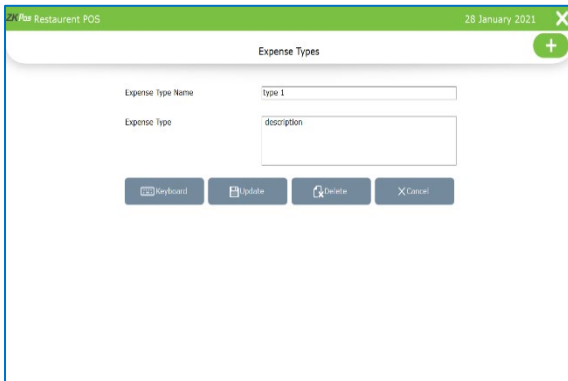 ZKPos Restaurent POS 28 January 2021 X
Expense Types +
Expense Type Name type 1
Expense Type description
Keyboard Update Delete X Cancel